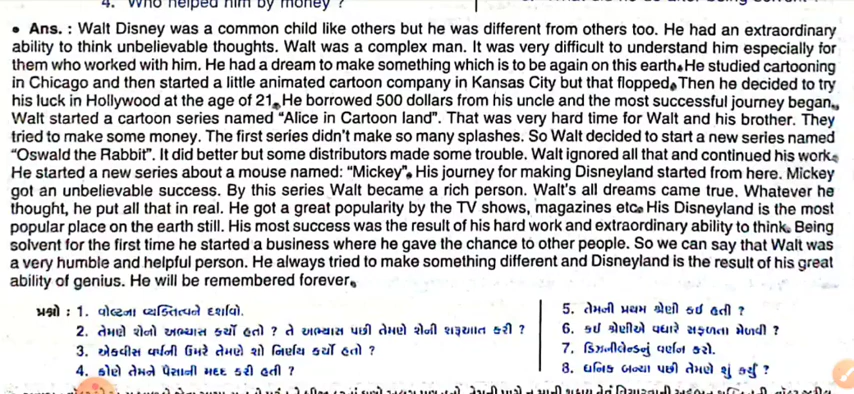 4. Who helped him by money ?
• Ans. : Walt Disney was a common child like others but he was different from others too. He had an extraordinary
ability to think unbelievable thoughts. Walt was a complex man. It was very difficult to understand him especially for
them who worked with him. He had a dream to make something which is to be again on this earth. He studied cartooning
in Chicago and then started a little animated cartoon company in Kansas City but that flopped. Then he decided to try
his luck in Hollywood at the age of 21. He borrowed 500 dollars from his uncle and the most successful journey began.
Walt started a cartoon series named “Alice in Cartoon land”. That was very hard time for Walt and his brother. They
tried to make some money. The first series didn't make so many splashes. So Walt decided to start a new series named
“Oswald the Rabbit”. It did better but some distributors made some trouble. Walt ignored all that and continued his work.
He started a new series about a mouse named: “Mickey”. His journey for making Disneyland started from here. Mickey
got an unbelievable success. By this series Walt became a rich person. Walt's all dreams came true. Whatever he
thought, he put all that in real. He got a great popularity by the TV shows, magazines etc. His Disneyland is the most
popular place on the earth still. His most success was the result of his hard work and extraordinary ability to think. Being
solvent for the first time he started a business where he gave the chance to other people. So we can say that Walt was
a very humble and helpful person. He always tried to make something different and Disneyland is the result of his great
ability of genius. He will be remembered forever.
પ્રશ્નો : 1. વોલ્ટના વ્યક્તિત્વને દર્શાવો.
2. તેમણે શેનો અભ્યાસ કર્યો હતો ? તે અભ્યાસ પછી તેમણે શેની શરૂઆત કરી ?
3. એકવીસ વર્ષની ઉંમરે તેમણે શો નિર્ણય કર્યો હતો ?
4. કોણે તેમને પૈસાની મદદ કરી હતી ?
5. તેમની પ્રથમ શ્રેણી કઈ હતી ?
6. કઈ શ્રેણીએ વધારે સફળતા મેળવી ?
7. ડિઝનીલેન્ડનું વર્ણન કરો.
8. ધનિક બન્યા પછી તેમણે શું કર્યું ?